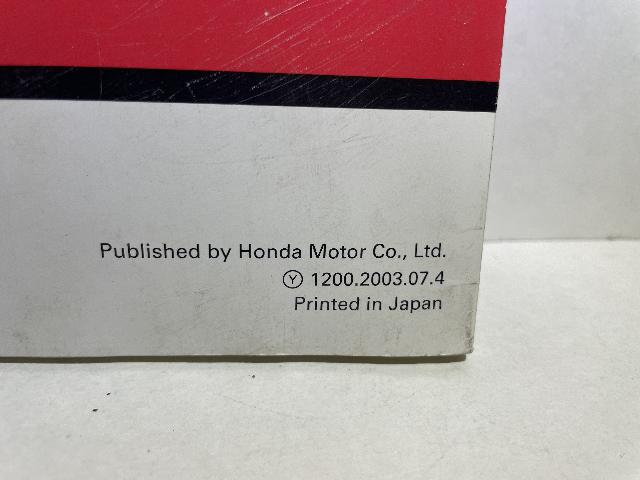 Published by Honda Motor Co., Ltd.
Ⓨ 1200.2003.07.4
Printed in Japan